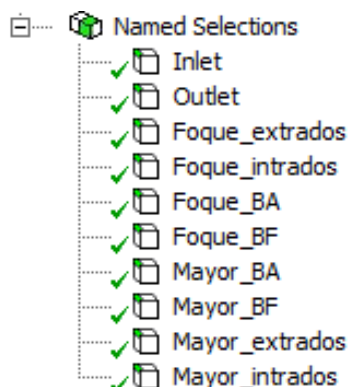 Named Selections
Inlet
Outlet
Foque_extrados
Foque_intrados
Foque_BA
Foque_BF
Mayor_BA
Mayor_BF
Mayor_extrados
Mayor_intrados